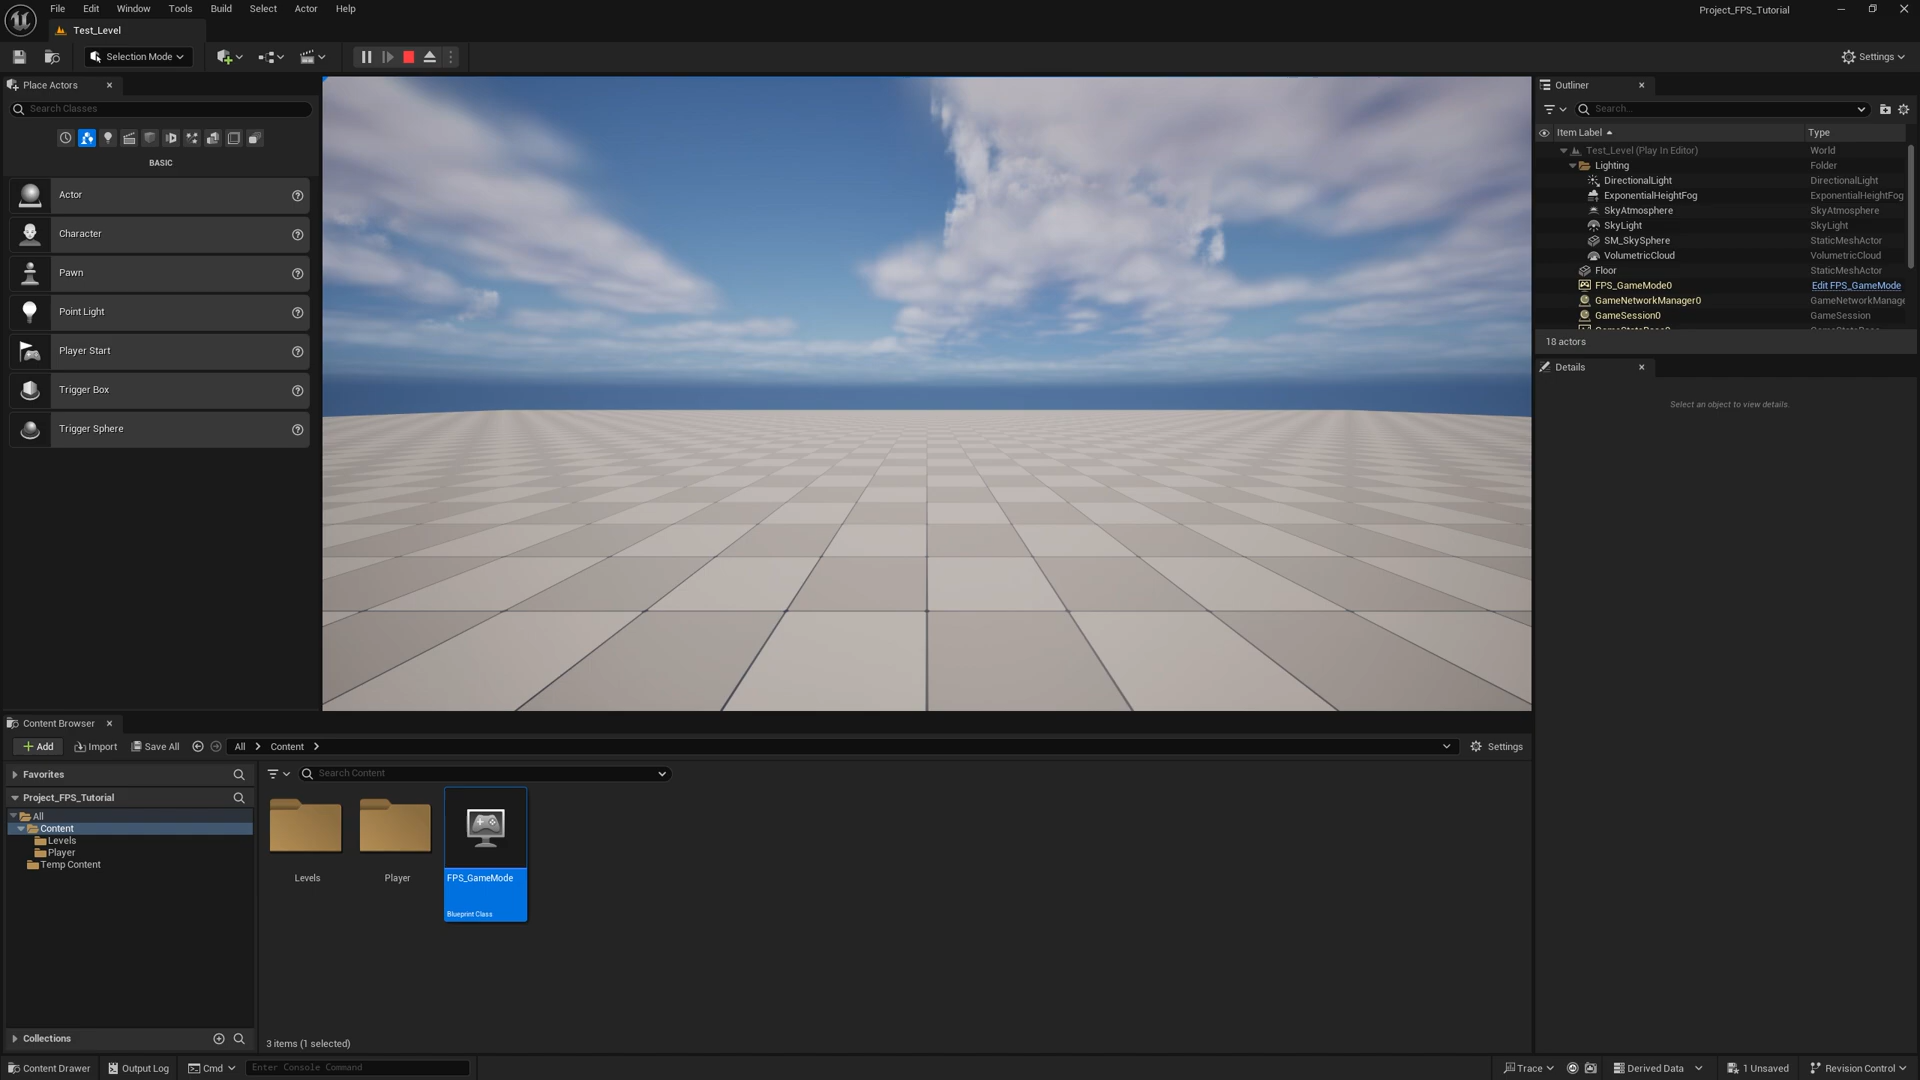 File Edit Window Tools Build Select Actor Help
Project_FPS_Tutorial
Test_Level
Selection Mode
Settings
Place Actors
Search Classes
BASIC
Actor
Character
Pawn
Point Light
Player Start
Trigger Box
Trigger Sphere
Outliner
Search...
Item Label Type
Test_Level (Play In Editor) World
Lighting Folder
DirectionalLight DirectionalLight
ExponentialHeightFog ExponentialHeightFog
SkyAtmosphere SkyAtmosphere
SkyLight SkyLight
SM_SkySphere StaticMeshActor
VolumetricCloud VolumetricCloud
Floor StaticMeshActor
FPS_GameMode0 Edit FPS_GameMode
GameNetworkManager0 GameNetworkManage
GameSession0 GameSession
18 actors
Details
Select an object to view details.
Content Browser
Add Import Save All All Content Settings
Favorites
Search Content
Project_FPS_Tutorial
All
Content
Levels
Player
Temp Content
Levels
Player
FPS_GameMode
Blueprint Class
Collections
3 items (1 selected)
Content Drawer Output Log Cmd Enter Console Command Trace Derived Data 1 Unsaved Revision Control